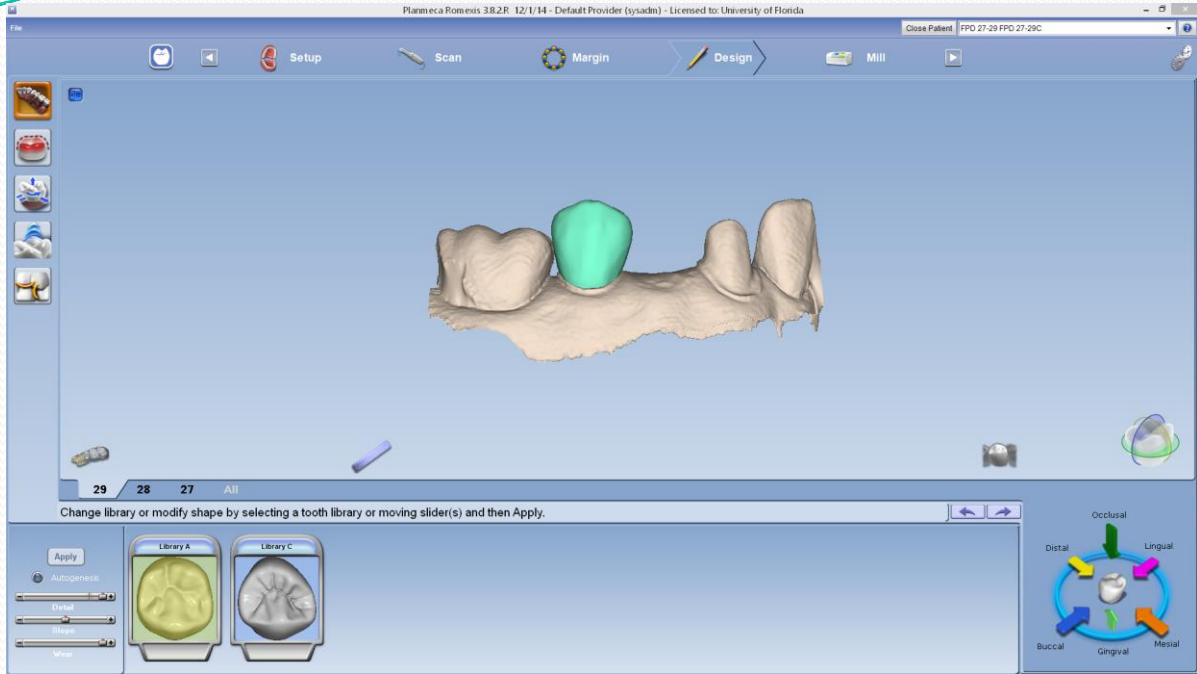 Planmeca Romexis 3.8.2.R 12/1/14 - Default Provider (sysadm) - Licensed to: University of Florida
File
Close Patient FPD 27-29 FPD 27-29C
Setup Scan Margin Design Mill
29 28 27 All
Change library or modify shape by selecting a tooth library or moving slider(s) and then Apply.
Apply
Autogenesis
Detail
Slope
Wear
Library A Library C
Occlusal
Distal Lingual
Buccal Gingival Mesial